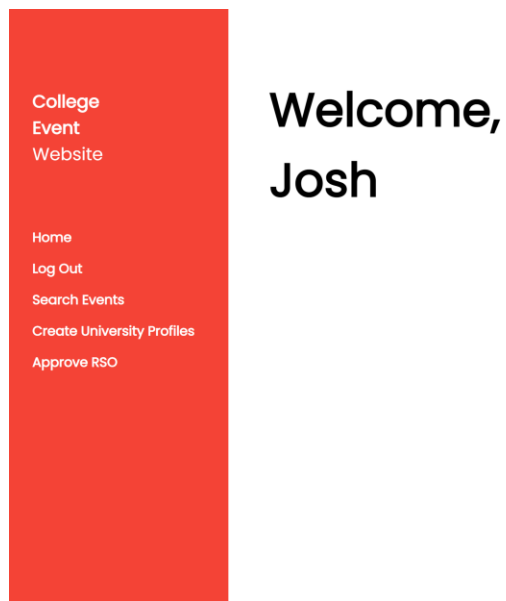 College
Event
Website
Home
Log Out
Search Events
Create University Profiles
Approve RSO
Welcome,
Josh